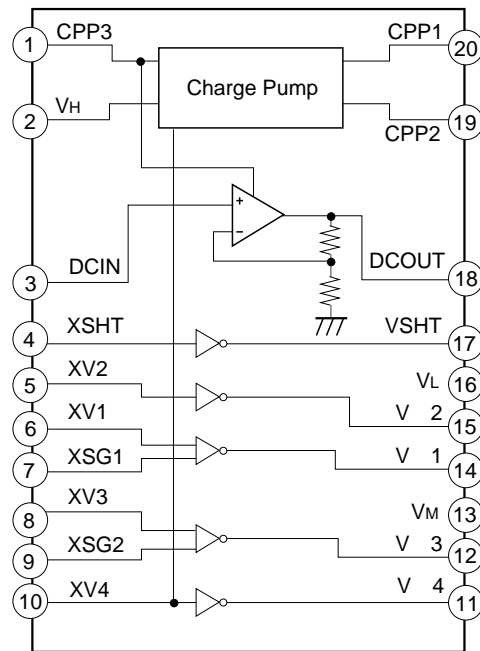 1 CPP3 CPP1 20
Charge Pump
2 VH CPP2 19
+
−
3 DCIN DCOUT 18
4 XSHT VSHT 17
5 XV2 VL 16
6 XV1 V 2 15
7 XSG1 V 1 14
8 XV3 VM 13
9 XSG2 V 3 12
10 XV4 V 4 11